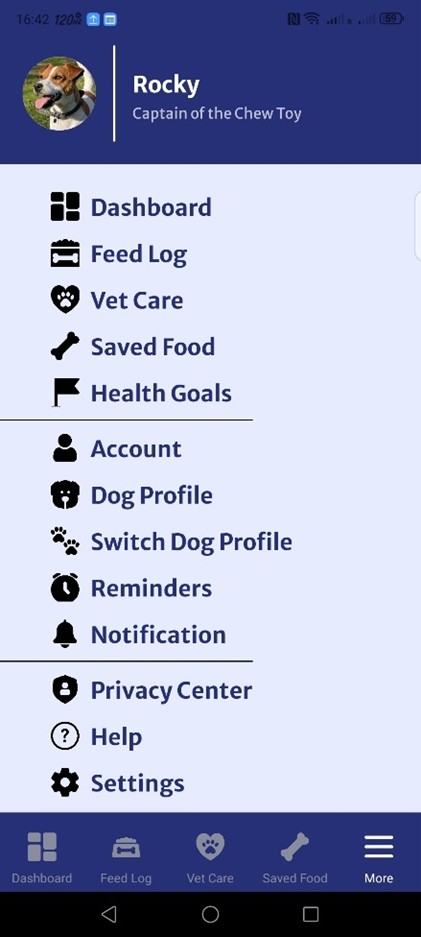 16:42
Rocky
Captain of the Chew Toy
Dashboard
Feed Log
Vet Care
Saved Food
Health Goals
Account
Dog Profile
Switch Dog Profile
Reminders
Notification
Privacy Center
Help
Settings
Dashboard Feed Log Vet Care Saved Food More